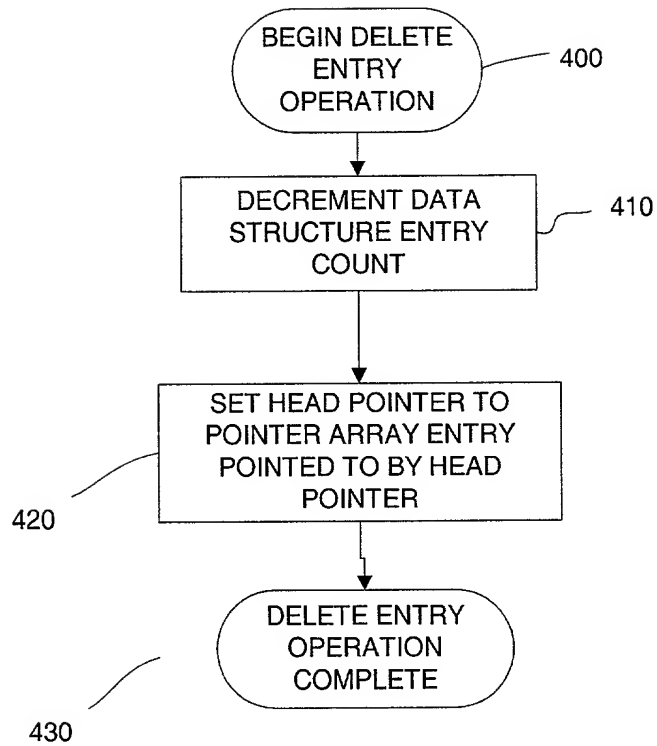 BEGIN DELETE
ENTRY
OPERATION
400
DECREMENT DATA
STRUCTURE ENTRY
COUNT
410
SET HEAD POINTER TO
POINTER ARRAY ENTRY
POINTED TO BY HEAD
POINTER
420
DELETE ENTRY
OPERATION
COMPLETE
430